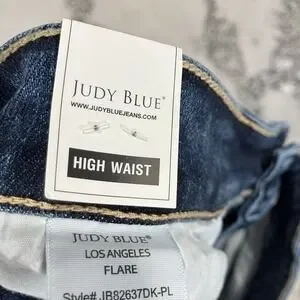 JUDY BLUE®
WWW.JUDYBLUEJEANS.COM
HIGH WAIST
JUDY BLUE®
LOS ANGELES
FLARE
Style# JB82637DK-PL